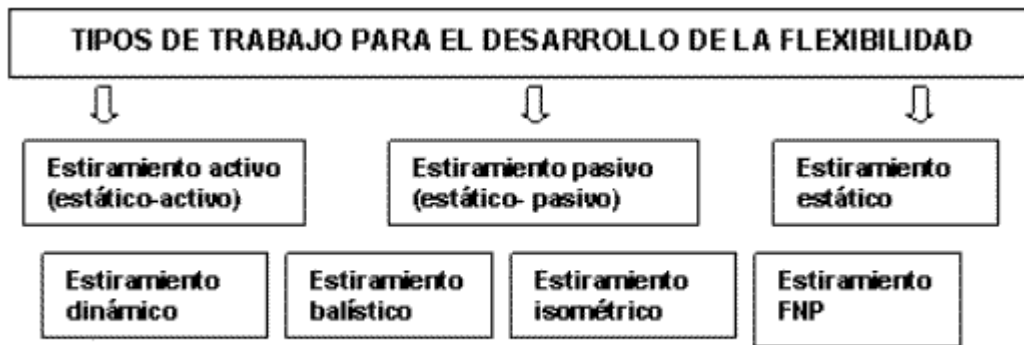 TIPOS DE TRABAJO PARA EL DESARROLLO DE LA FLEXIBILIDAD
Estiramiento activo
(estático-activo)
Estiramiento pasivo
(estático- pasivo)
Estiramiento
estático
Estiramiento
dinámico
Estiramiento
balístico
Estiramiento
isométrico
Estiramiento
FNP